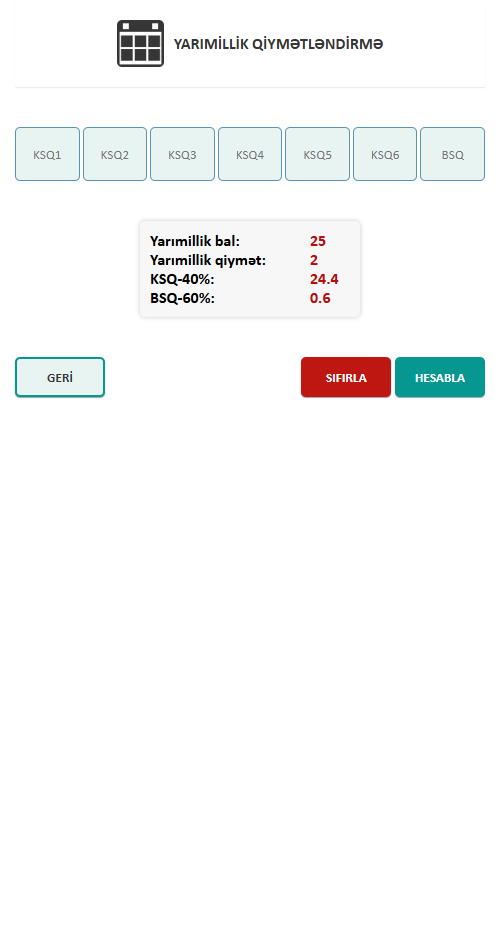 YARIMİLLİK QİYMƏTLƏNDİRMƏ
KSQ1 KSQ2 KSQ3 KSQ4 KSQ5 KSQ6 BSQ
Yarımillik bal: 25
Yarımillik qiymət: 2
KSQ-40%: 24.4
BSQ-60%: 0.6
GERİ SIFIRLA HESABLA